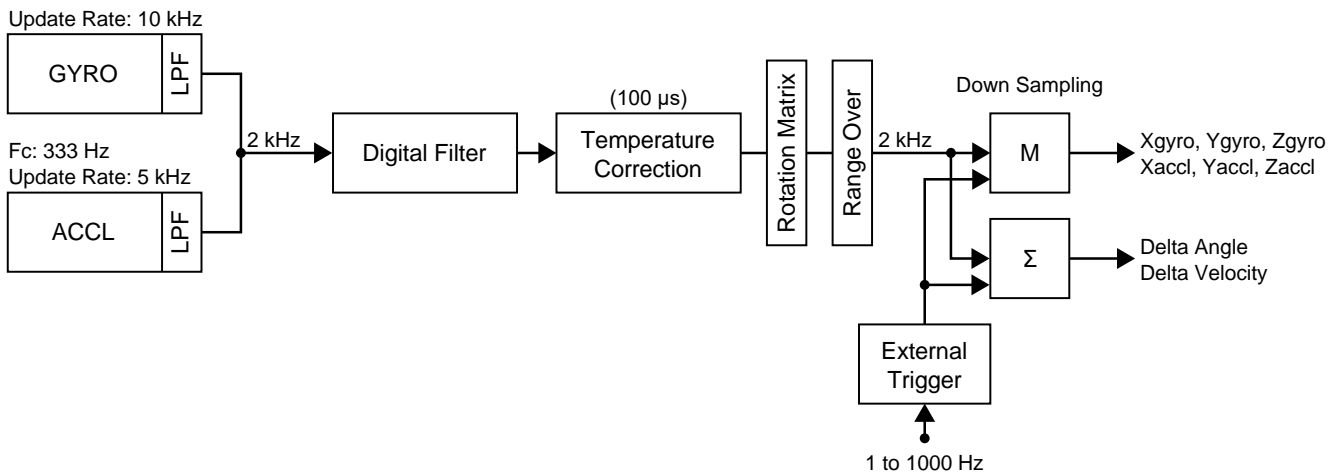 Update Rate: 10 kHz
GYRO
LPF
Fc: 333 Hz
Update Rate: 5 kHz
ACCL
LPF
2 kHz
Digital Filter
(100 μs)
Temperature
Correction
Rotation Matrix
Range Over
2 kHz
Down Sampling
M
Xgyro, Ygyro, Zgyro
Xaccl, Yaccl, Zaccl
Σ
Delta Angle
Delta Velocity
External
Trigger
1 to 1000 Hz